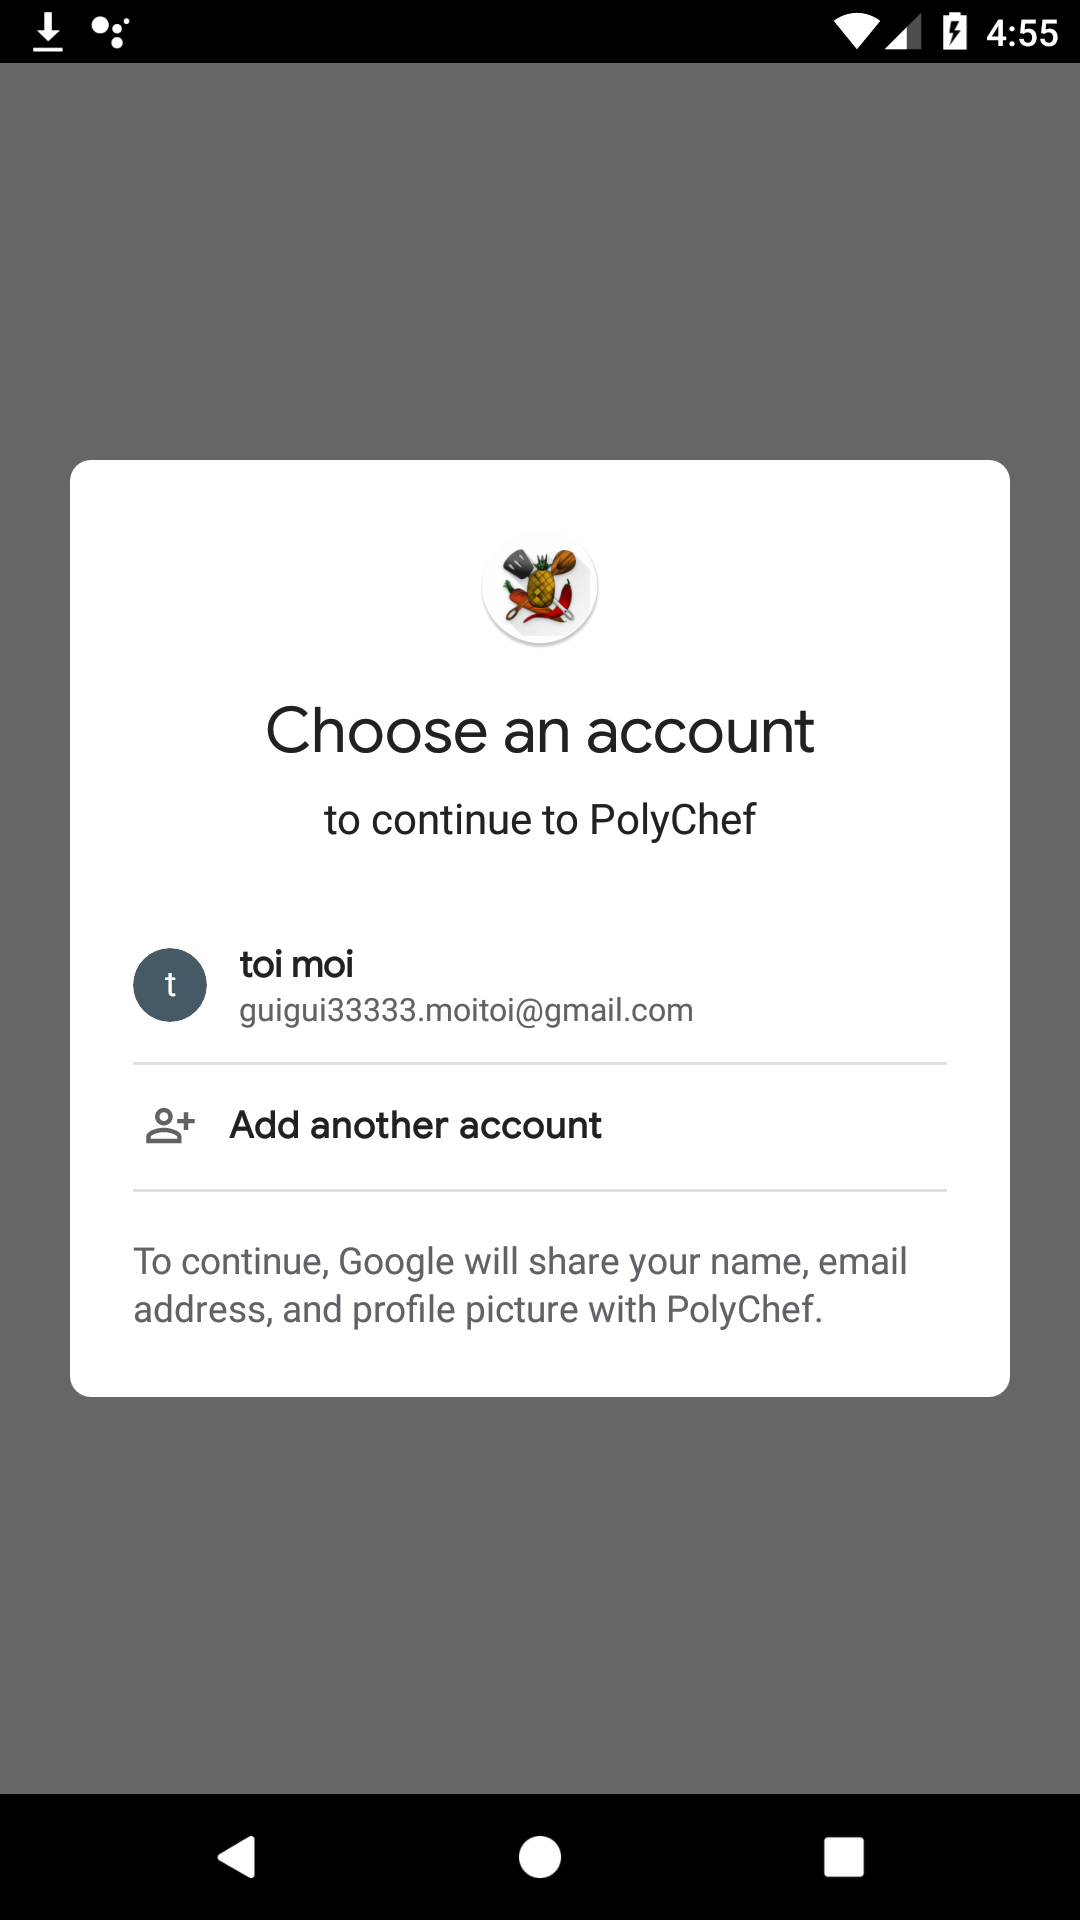 4:55
Choose an account
to continue to PolyChef
t
toi moi
guigui33333.moitoi@gmail.com
Add another account
To continue, Google will share your name, email
address, and profile picture with PolyChef.